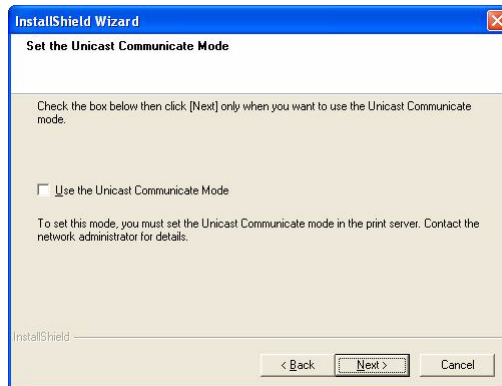 InstallShield Wizard
Set the Unicast Communicate Mode
Check the box below then click [Next] only when you want to use the Unicast Communicate
mode.
Use the Unicast Communicate Mode
To set this mode, you must set the Unicast Communicate mode in the print server. Contact the
network administrator for details.
InstallShield
< Back Next > Cancel